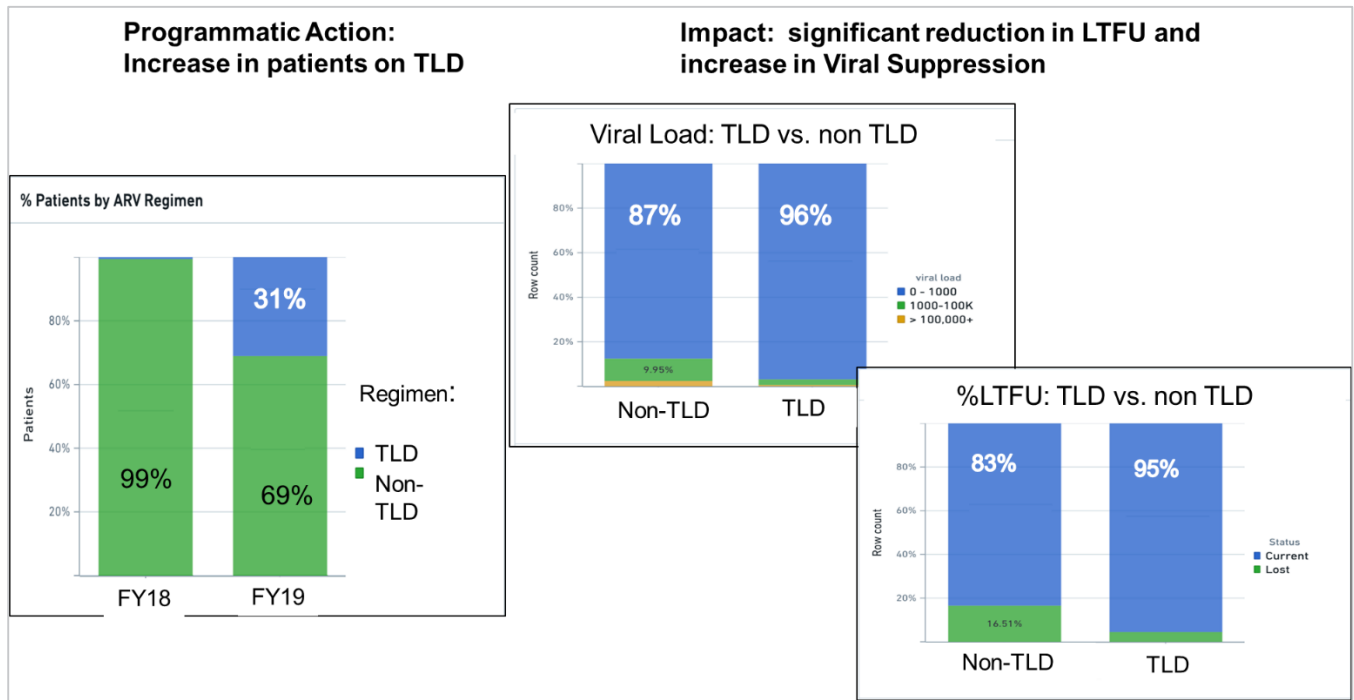 Programmatic Action:
Increase in patients on TLD
Impact:  significant reduction in LTFU and
increase in Viral Suppression
% Patients by ARV Regimen
80%
60%
40%
20%
Patients
31%
99%
69%
FY18
FY19
Regimen:
TLD
Non-
TLD
Viral Load: TLD vs. non TLD
80%
60%
40%
20%
Row count
87%
96%
9.95%
Non-TLD
TLD
viral load
0 - 1000
1000-100K
> 100,000+
%LTFU: TLD vs. non TLD
80%
60%
40%
20%
Row count
83%
95%
16.51%
Non-TLD
TLD
Status
Current
Lost